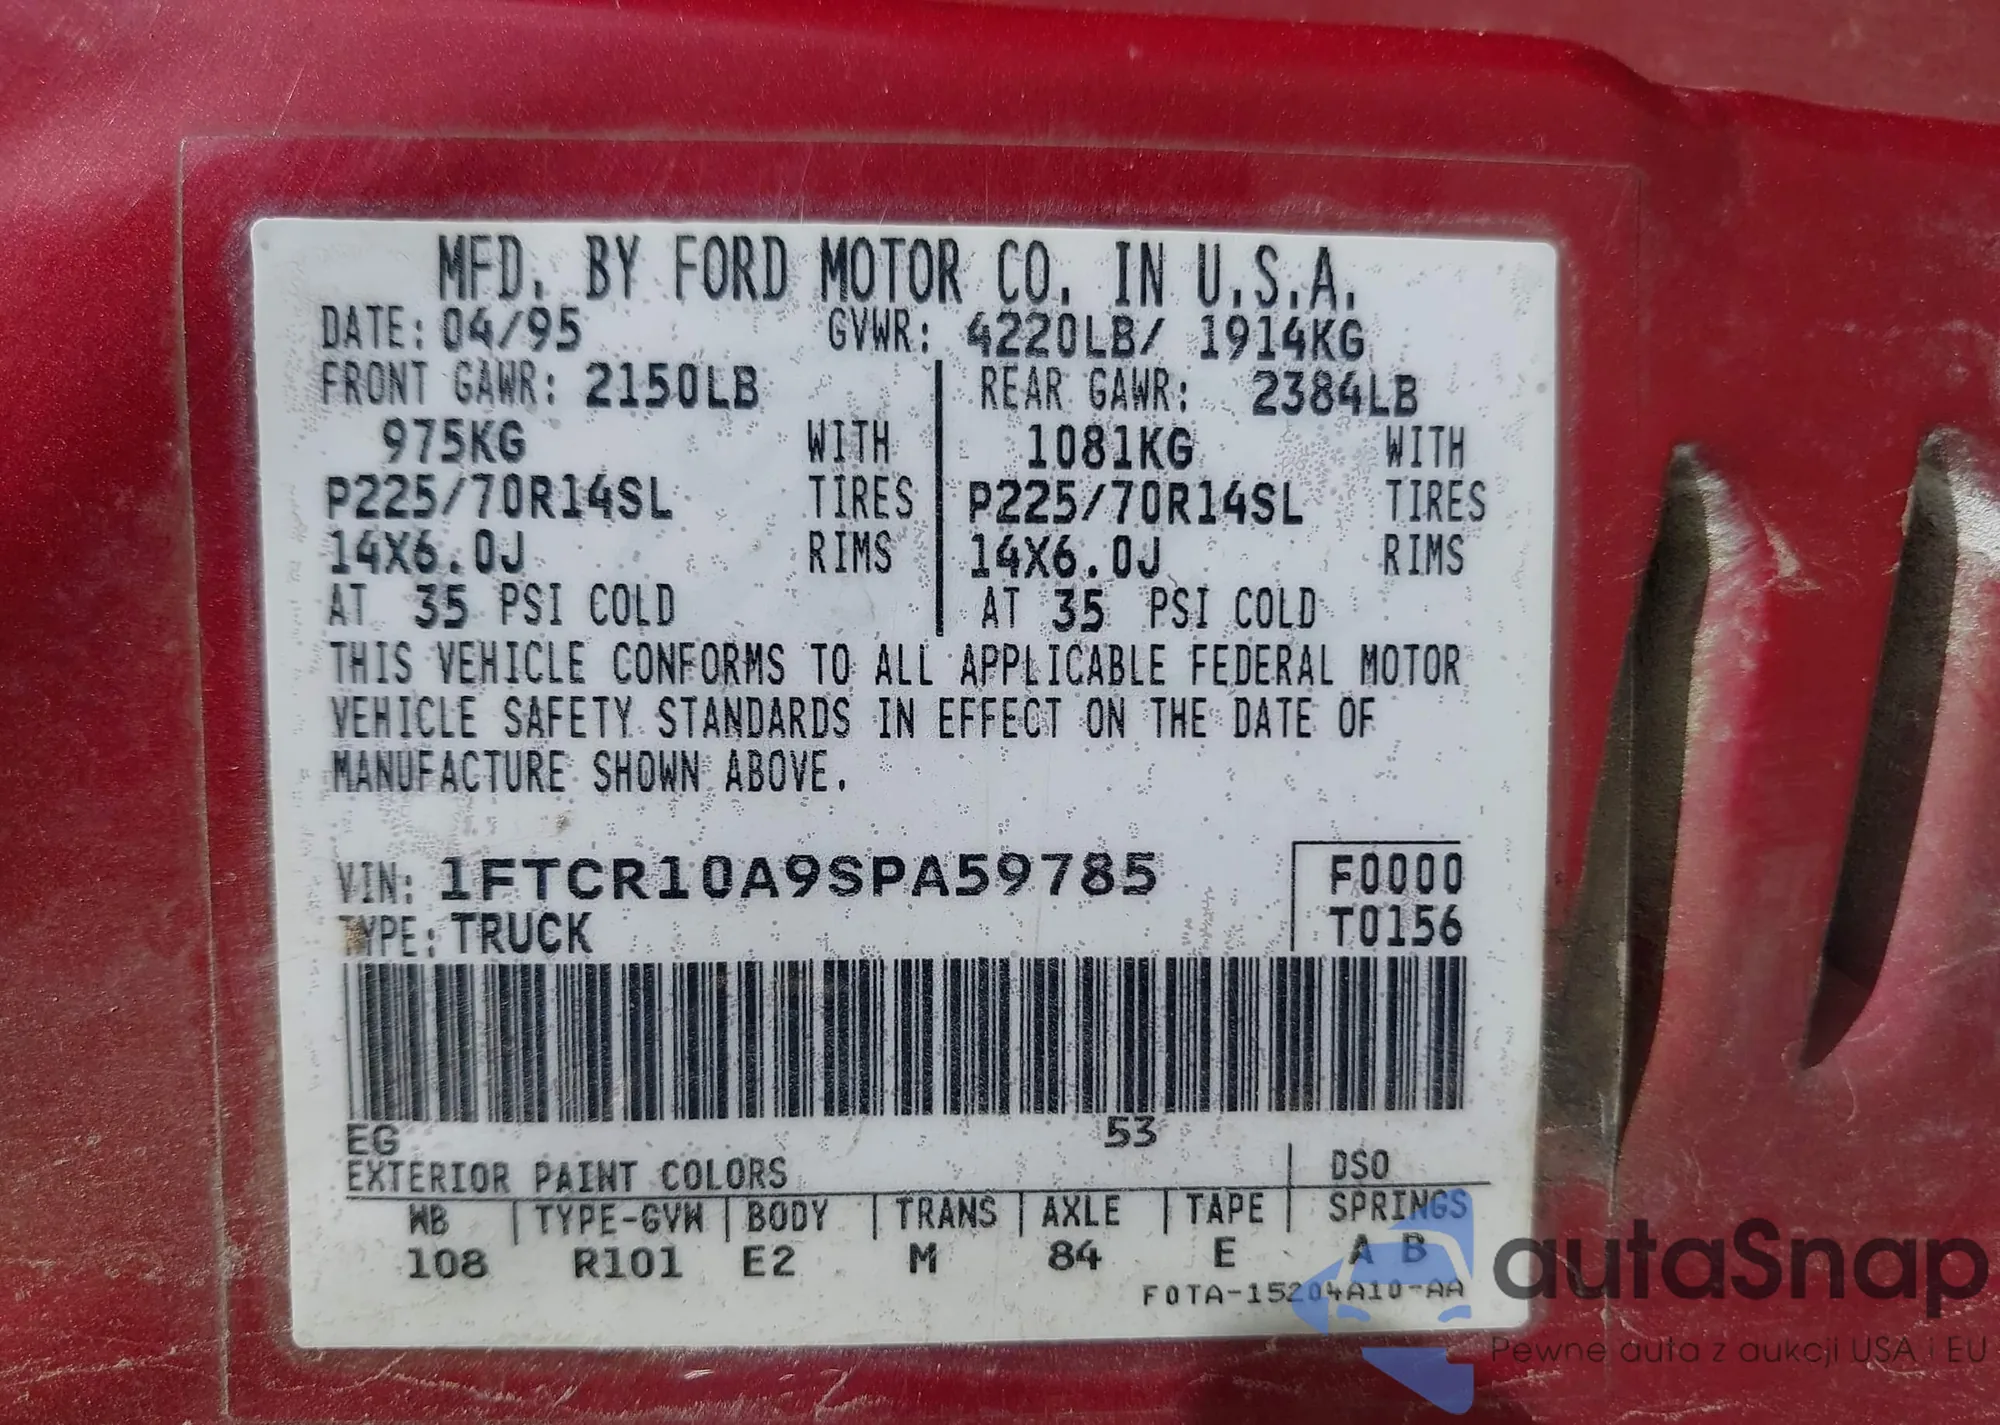 MFD. BY FORD MOTOR CO. IN U.S.A.
DATE: 04/95 GVWR: 4220LB/ 1914KG
FRONT GAWR: 2150LB REAR GAWR: 2384LB
975KG WITH 1081KG WITH
P225/70R14SL TIRES P225/70R14SL TIRES
14X6.0J RIMS 14X6.0J RIMS
AT 35 PSI COLD AT 35 PSI COLD
THIS VEHICLE CONFORMS TO ALL APPLICABLE FEDERAL MOTOR
VEHICLE SAFETY STANDARDS IN EFFECT ON THE DATE OF
MANUFACTURE SHOWN ABOVE.
VIN: 1FTCR10A9SPA59785 F0000
TYPE: TRUCK T0156
EG 53
EXTERIOR PAINT COLORS DSO
WB | TYPE-GVW | BODY | TRANS | AXLE | TAPE | SPRINGS
108 R101 E2 M 84 E A B
F0TA-15204A10-AA
autaSnap
Pewne auta z aukcji USA i EU